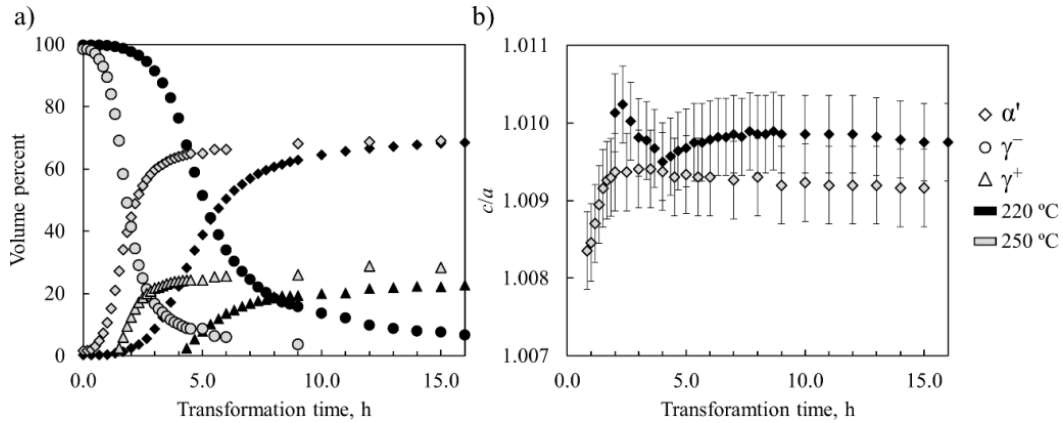 a)
100
80
60
40
20
0
Volume percent
0.0 5.0 10.0 15.0
Transformation time, h
b)
c/a
1.011
1.010
1.009
1.008
1.007
0.0 5.0 10.0 15.0
Transforamtion time, h
α'
γ⁻
γ⁺
220 ºC
250 ºC